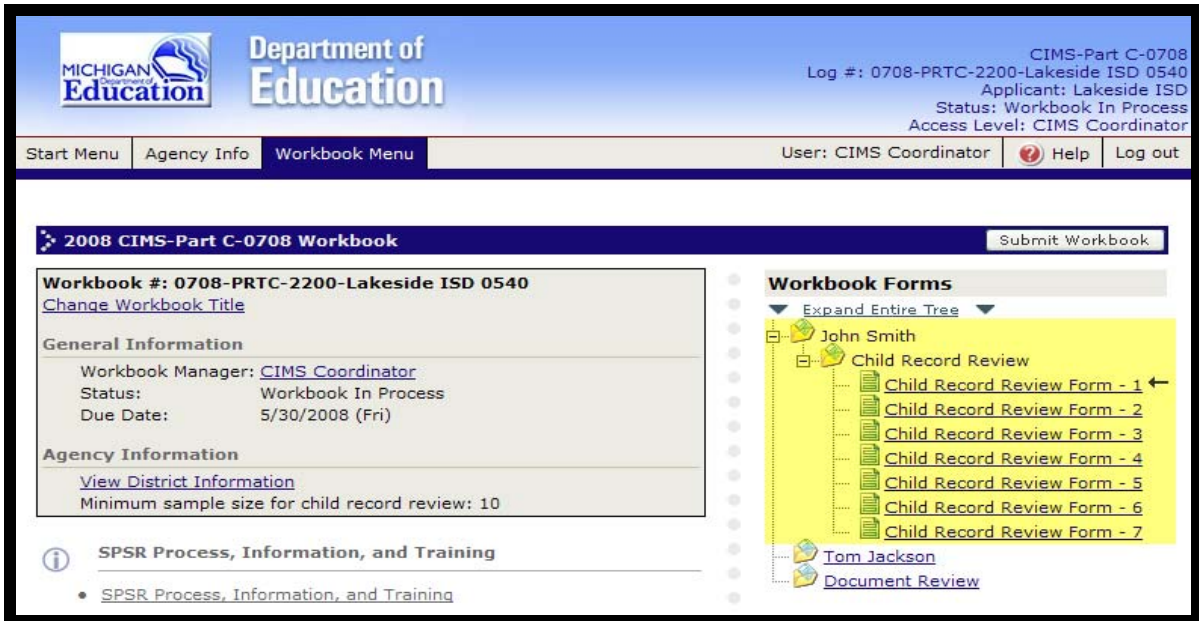 MICHIGAN
Department of
Education
Department of
Education
CIMS-Part C-0708
Log #: 0708-PRTC-2200-Lakeside ISD 0540
Applicant: Lakeside ISD
Status: Workbook In Process
Access Level: CIMS Coordinator
Start Menu Agency Info Workbook Menu User: CIMS Coordinator Help Log out
2008 CIMS-Part C-0708 Workbook Submit Workbook
Workbook #: 0708-PRTC-2200-Lakeside ISD 0540
Change Workbook Title
General Information
Workbook Manager: CIMS Coordinator
Status: Workbook In Process
Due Date: 5/30/2008 (Fri)
Agency Information
View District Information
Minimum sample size for child record review: 10
SPSR Process, Information, and Training
• SPSR Process, Information, and Training
Workbook Forms
Expand Entire Tree
John Smith
Child Record Review
Child Record Review Form - 1
Child Record Review Form - 2
Child Record Review Form - 3
Child Record Review Form - 4
Child Record Review Form - 5
Child Record Review Form - 6
Child Record Review Form - 7
Tom Jackson
Document Review